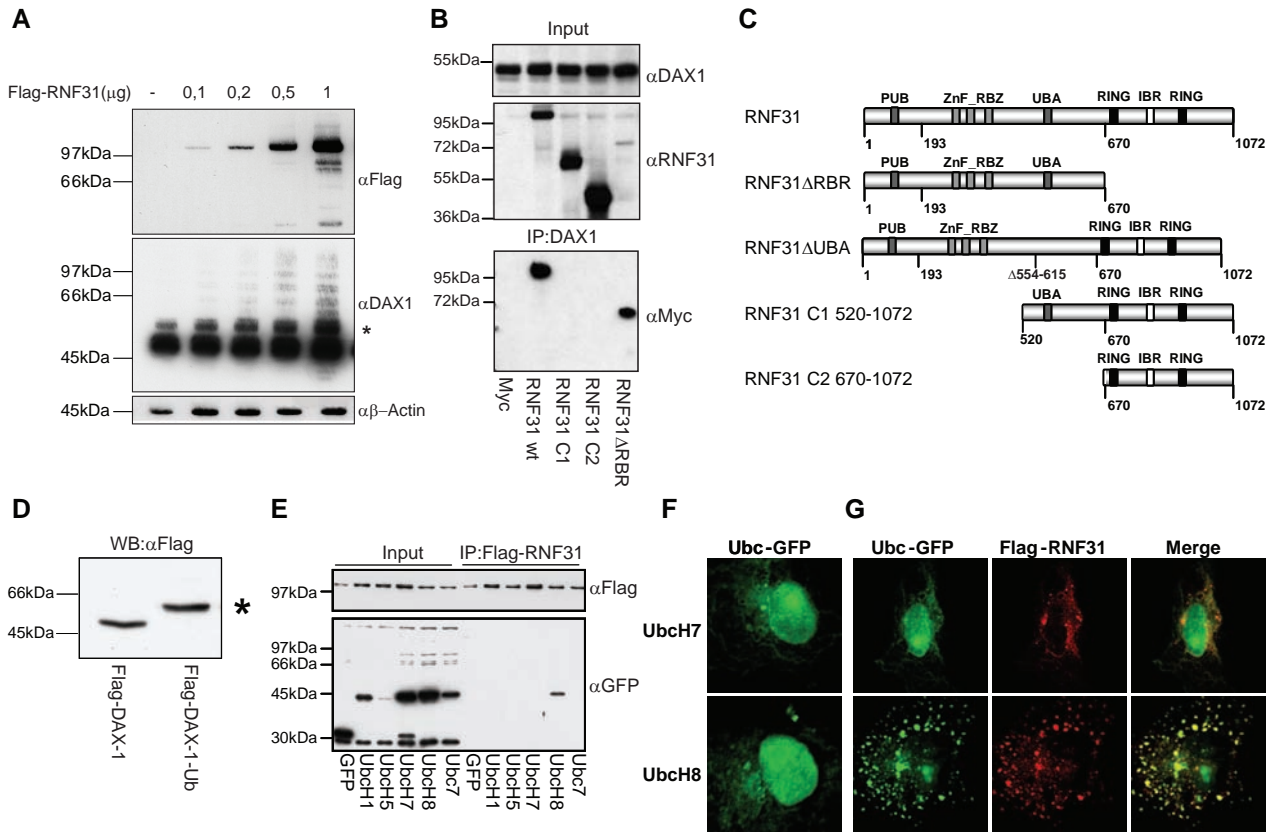 A
Flag-RNF31(µg) - 0,1 0,2 0,5 1
97kDa
66kDa
αFlag
97kDa
66kDa
αDAX1
*
45kDa
45kDa
αβ-Actin
B
Input
55kDa
αDAX1
95kDa
72kDa
αRNF31
55kDa
36kDa
IP:DAX1
95kDa
72kDa
αMyc
Myc
RNF31 wt
RNF31 C1
RNF31 C2
RNF31ΔRBR
C
RNF31
PUB ZnF_RBZ UBA RING IBR RING
1 193 670 1072
RNF31ΔRBR
PUB ZnF_RBZ UBA
1 193 670
RNF31ΔUBA
PUB ZnF_RBZ RING IBR RING
1 193 Δ554-615 670 1072
RNF31 C1 520-1072
UBA RING IBR RING
520 670 1072
RNF31 C2 670-1072
RING IBR RING
670 1072
D
WB:αFlag
66kDa
*
45kDa
Flag-DAX-1
Flag-DAX-1-Ub
E
Input IP:Flag-RNF31
97kDa
αFlag
97kDa
66kDa
αGFP
45kDa
30kDa
GFP
UbcH1
UbcH5
UbcH7
UbcH8
Ubc7
GFP
UbcH1
UbcH5
UbcH7
UbcH8
Ubc7
F
Ubc-GFP
UbcH7
UbcH8
G
Ubc-GFP Flag-RNF31 Merge